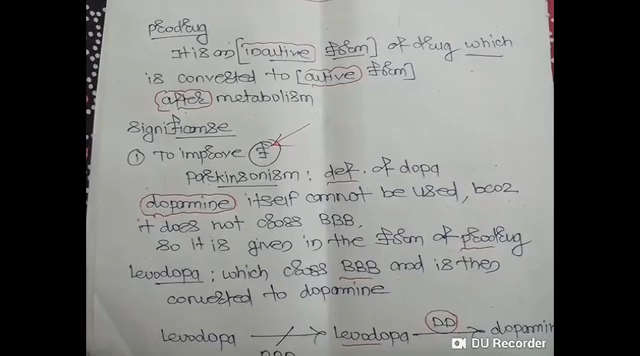 prodrug
It is an [inactive form] of drug which
is converted to [active form]
after metabolism
significanse
① To improve F
parkinsonism: def. of dopa
dopamine itself cannot be used, bcoz
it does not cross BBB,
so it is given in the form of prodrug
Levodopa; which cross BBB and is then
converted to dopamine
Levodopa → Levodopa → dopamin
DD
DU Recorder